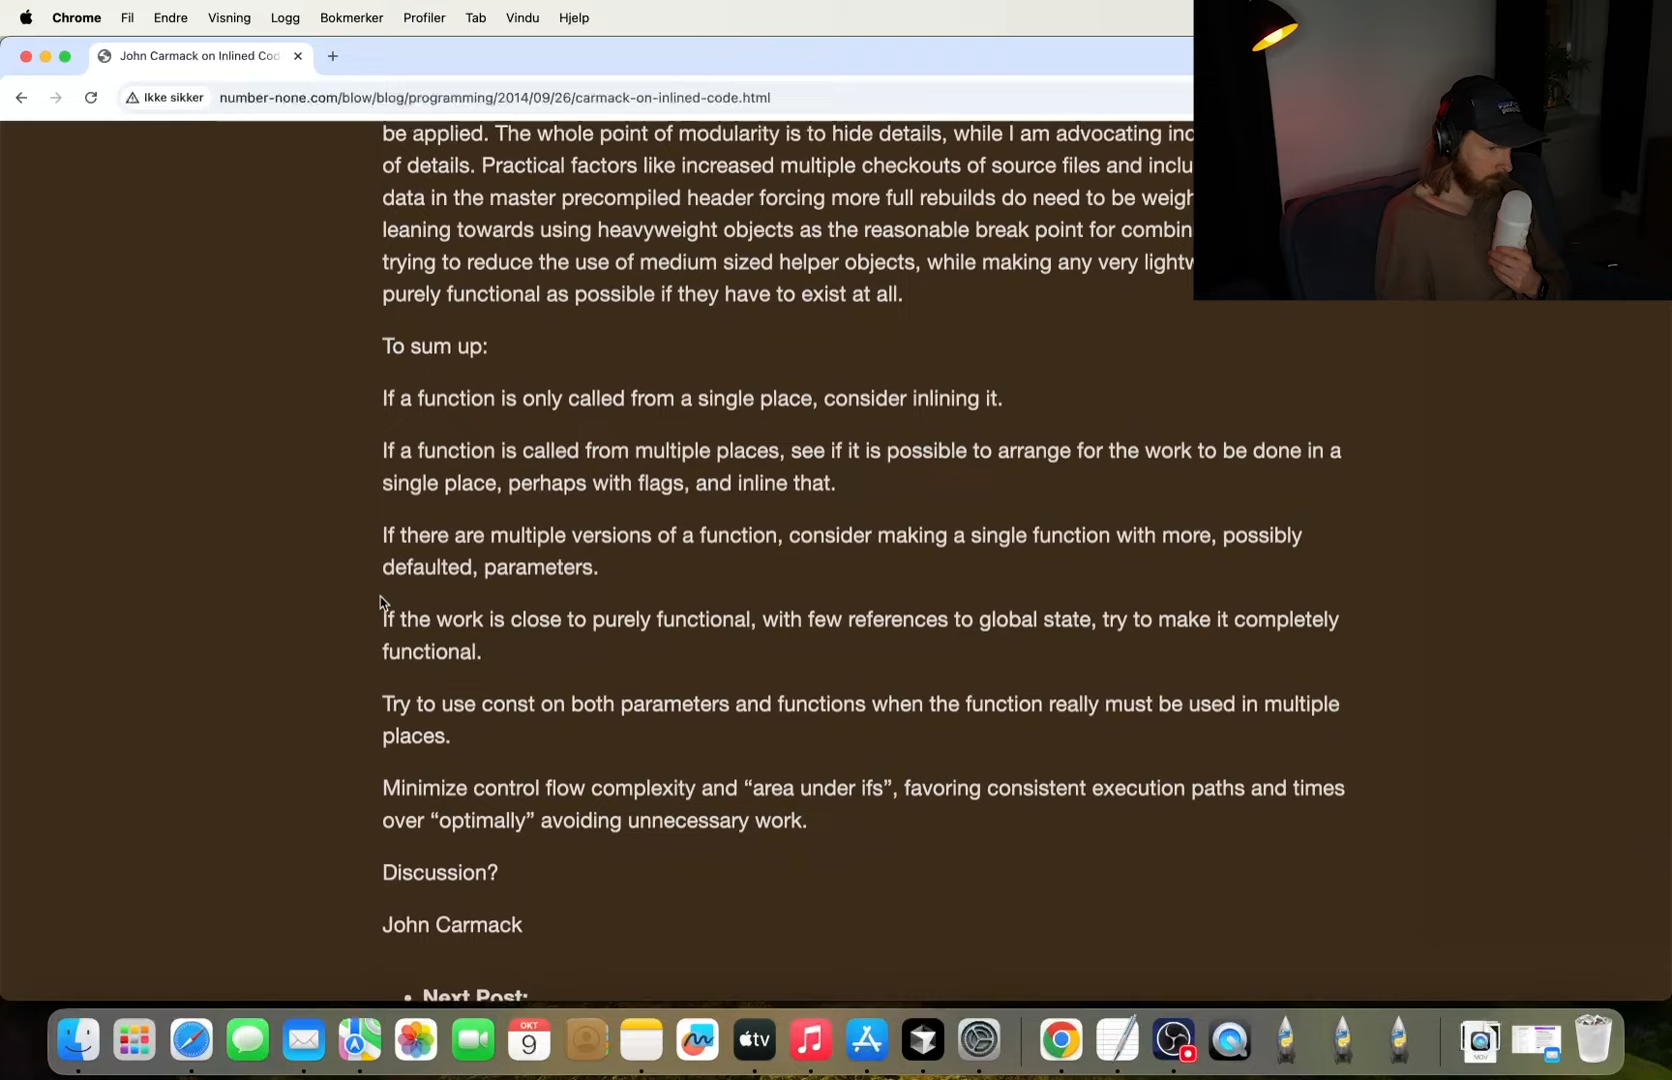 Chrome Fil Endre Visning Logg Bokmerker Profiler Tab Vindu Hjelp
John Carmack on Inlined Cod
Ikke sikker number-none.com/blow/blog/programming/2014/09/26/carmack-on-inlined-code.html
be applied. The whole point of modularity is to hide details, while I am advocating inc
of details. Practical factors like increased multiple checkouts of source files and inclu
data in the master precompiled header forcing more full rebuilds do need to be weigh
leaning towards using heavyweight objects as the reasonable break point for combin
trying to reduce the use of medium sized helper objects, while making any very lightw
purely functional as possible if they have to exist at all.
To sum up:
If a function is only called from a single place, consider inlining it.
If a function is called from multiple places, see if it is possible to arrange for the work to be done in a
single place, perhaps with flags, and inline that.
If there are multiple versions of a function, consider making a single function with more, possibly
defaulted, parameters.
If the work is close to purely functional, with few references to global state, try to make it completely
functional.
Try to use const on both parameters and functions when the function really must be used in multiple
places.
Minimize control flow complexity and “area under ifs”, favoring consistent execution paths and times
over “optimally” avoiding unnecessary work.
Discussion?
John Carmack
• Next Post:
OKT
9
tv
MOV